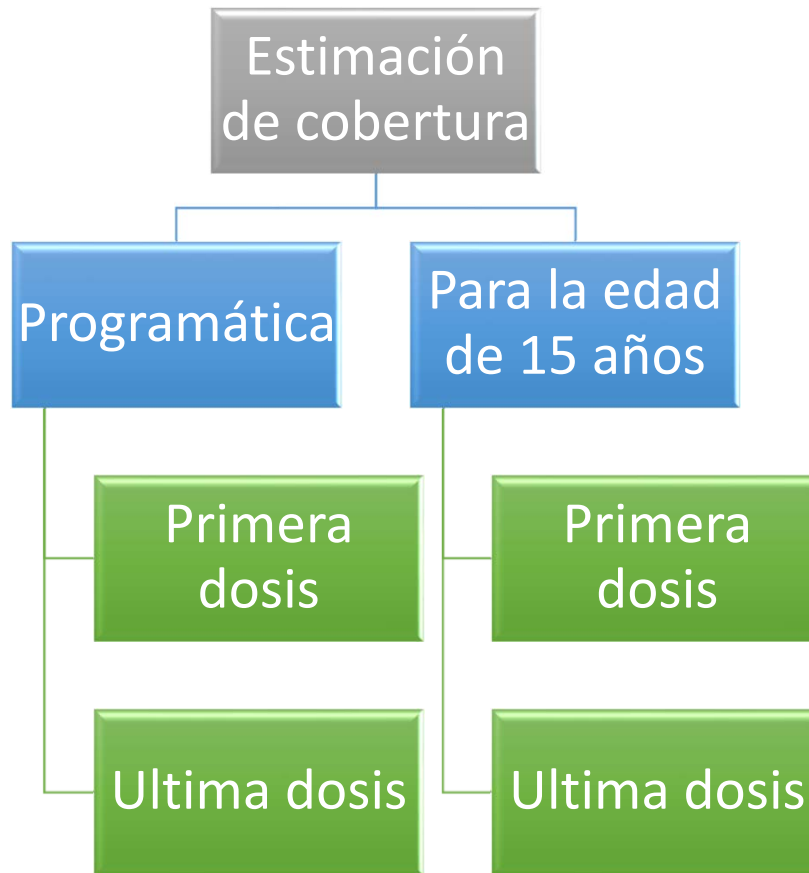 Estimación
de cobertura
Programática
Para la edad
de 15 años
Primera
dosis
Ultima dosis
Primera
dosis
Ultima dosis